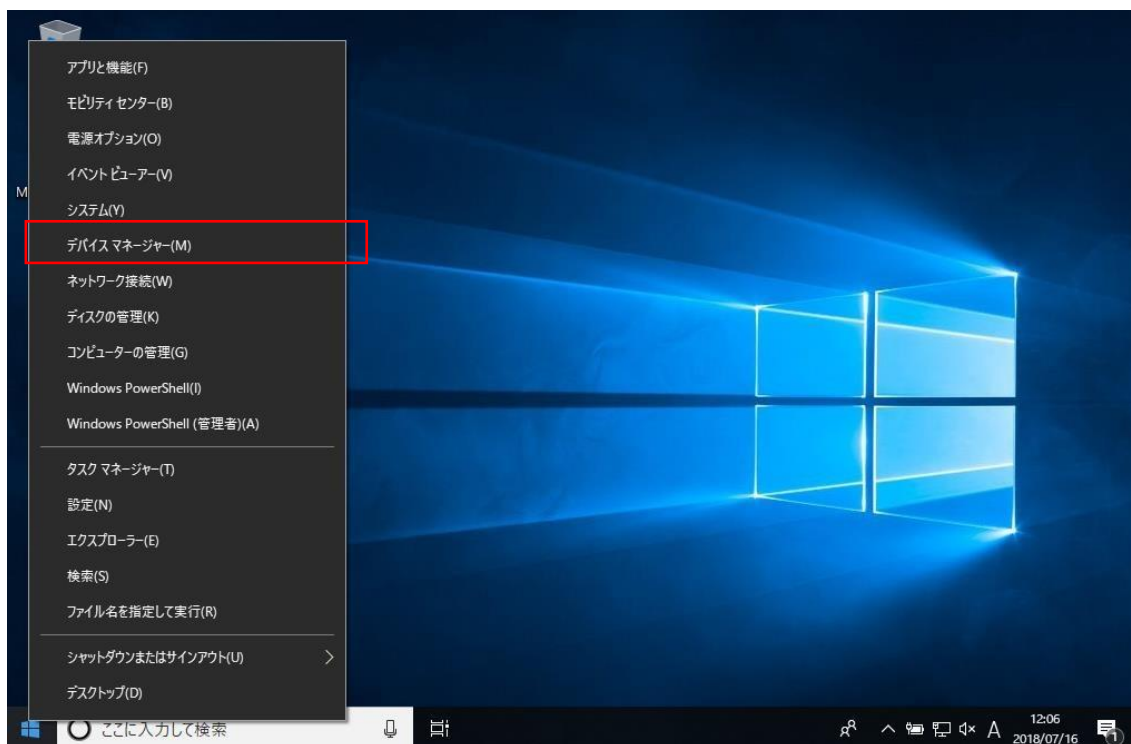 アプリと機能(F)
モビリティ センター(B)
電源オプション(O)
イベント ビューアー(V)
M
システム(Y)
デバイス マネージャー(M)
ネットワーク接続(W)
ディスクの管理(K)
コンピューターの管理(G)
Windows PowerShell(I)
Windows PowerShell (管理者)(A)
タスク マネージャー(T)
設定(N)
エクスプローラー(E)
検索(S)
ファイル名を指定して実行(R)
シャットダウンまたはサインアウト(U)
デスクトップ(D)
ここに入力して検索
A
12:06
2018/07/16
1